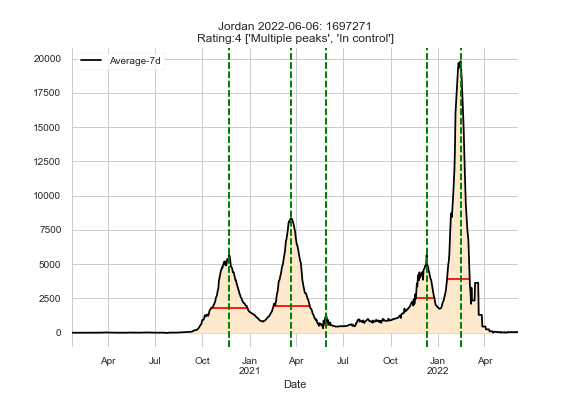 Jordan 2022-06-06: 1697271
Rating:4 ['Multiple peaks', 'In control']
Average-7d
20000
17500
15000
12500
10000
7500
5000
2500
0
Apr Jul Oct Jan Apr Jul Oct Jan Apr
2021 2022
Date